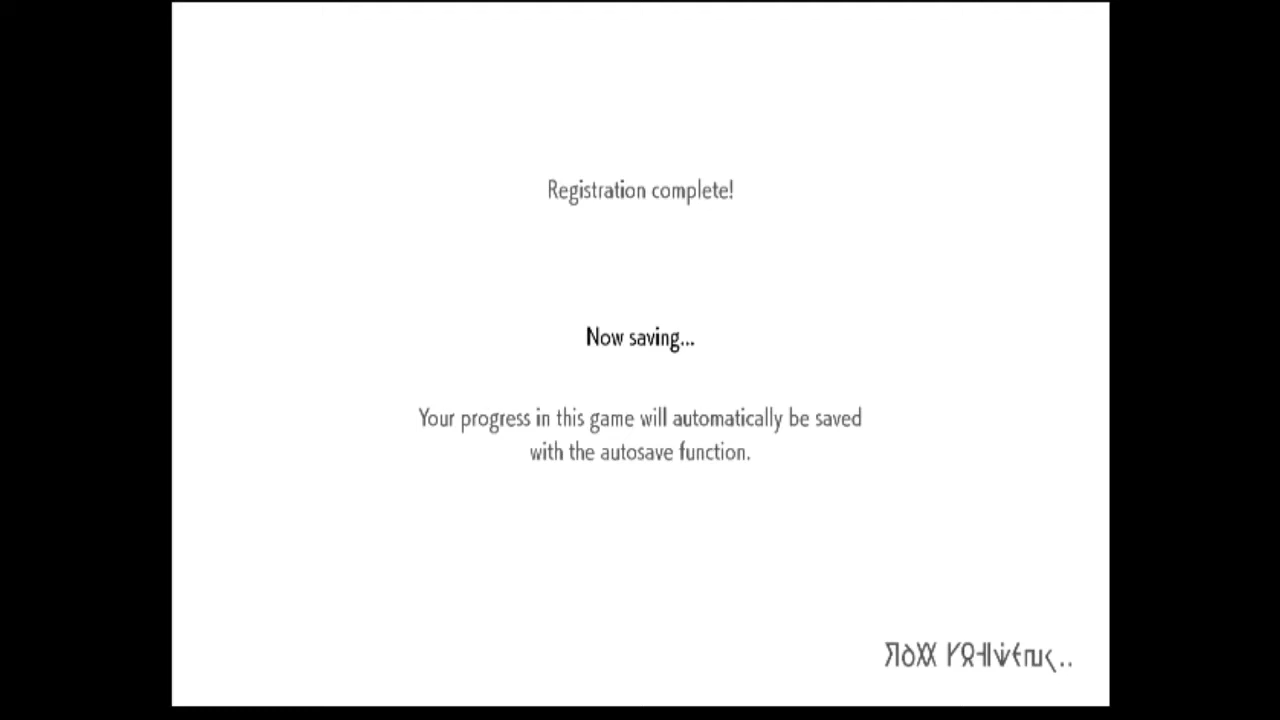 Registration complete!
Now saving...
Your progress in this game will automatically be saved
with the autosave function.